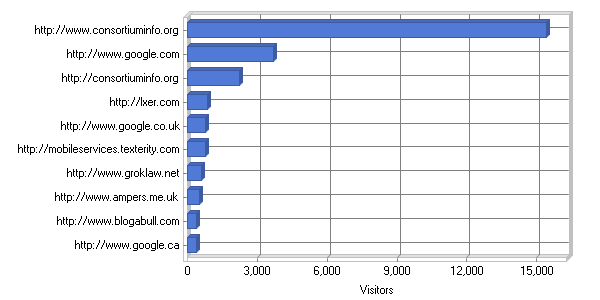 http://www.consortiuminfo.org
http://www.google.com
http://consortiuminfo.org
http://lxer.com
http://www.google.co.uk
http://mobileservices.texterity.com
http://www.groklaw.net
http://www.ampers.me.uk
http://www.blogabull.com
http://www.google.ca
0 3,000 6,000 9,000 12,000 15,000
Visitors